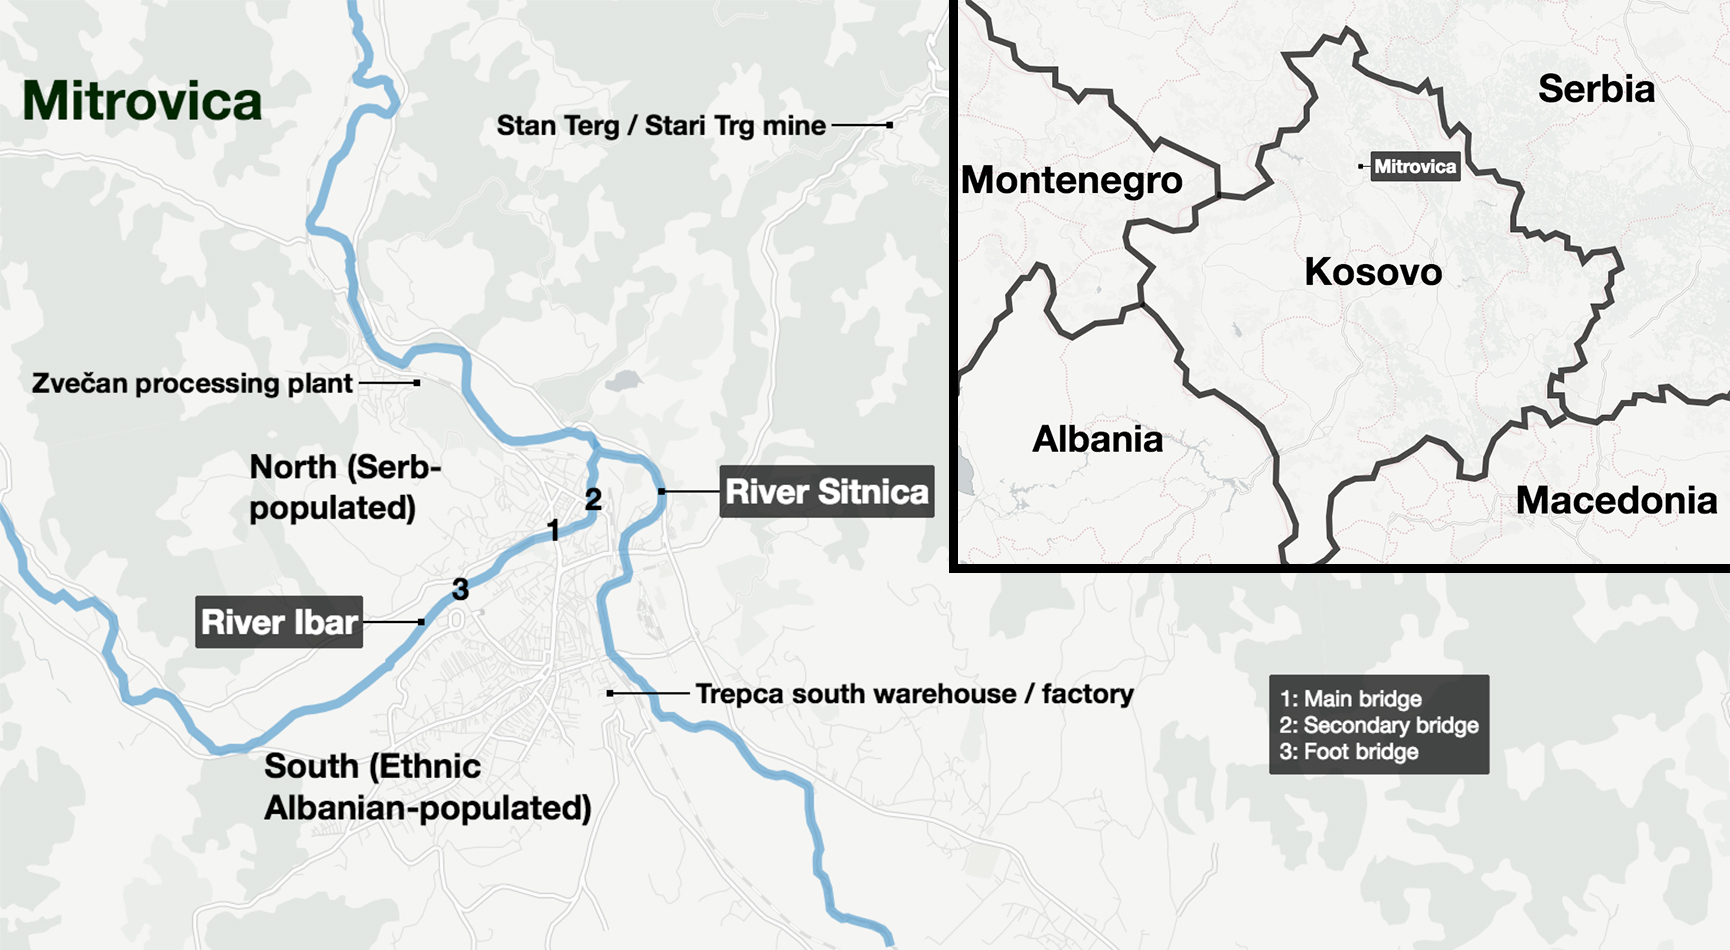 Mitrovica
Stan Terg / Stari Trg mine
Zvečan processing plant
North (Serb-
populated)
River Sitnica
2
1
3
River Ibar
Trepca south warehouse / factory
South (Ethnic
Albanian-populated)
1: Main bridge
2: Secondary bridge
3: Foot bridge
Serbia
Mitrovica
Montenegro
Kosovo
Albania
Macedonia